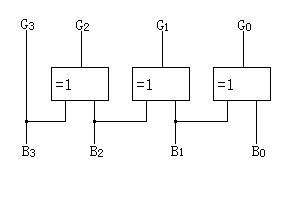 G3 G2 G1 G0
=1 =1 =1
B3 B2 B1 B0